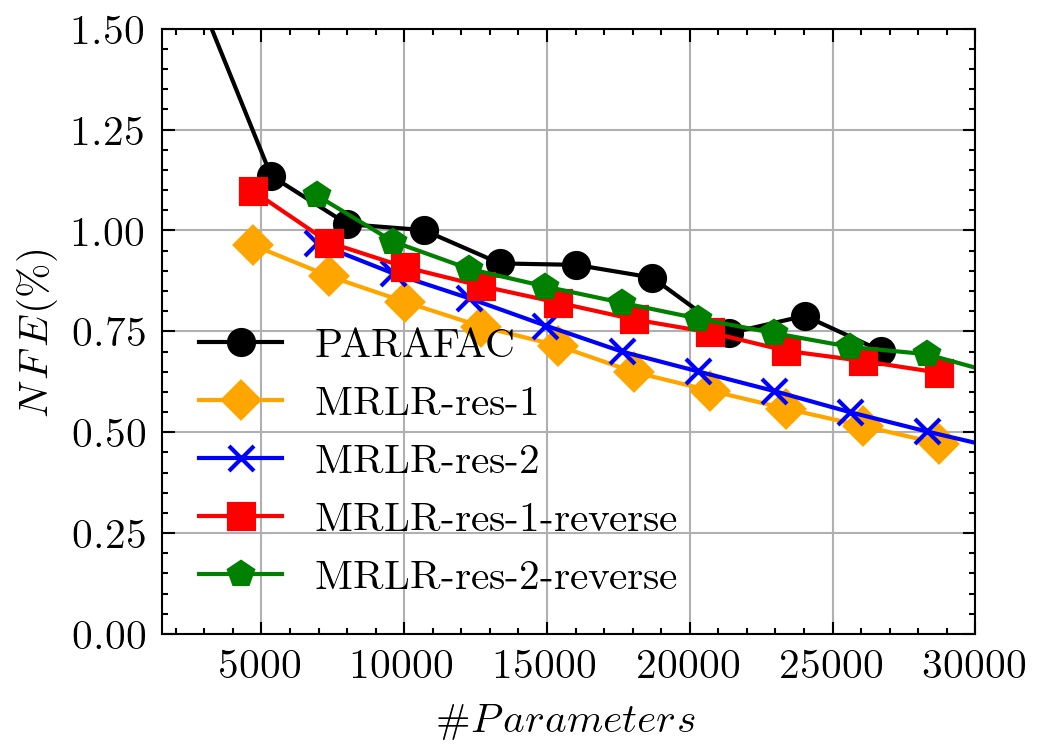 1.50
1.25
1.00
0.75
0.50
0.25
0.00
NFE(%)
PARAFAC
MRLR-res-1
MRLR-res-2
MRLR-res-1-reverse
MRLR-res-2-reverse
5000 10000 15000 20000 25000 30000
#Parameters